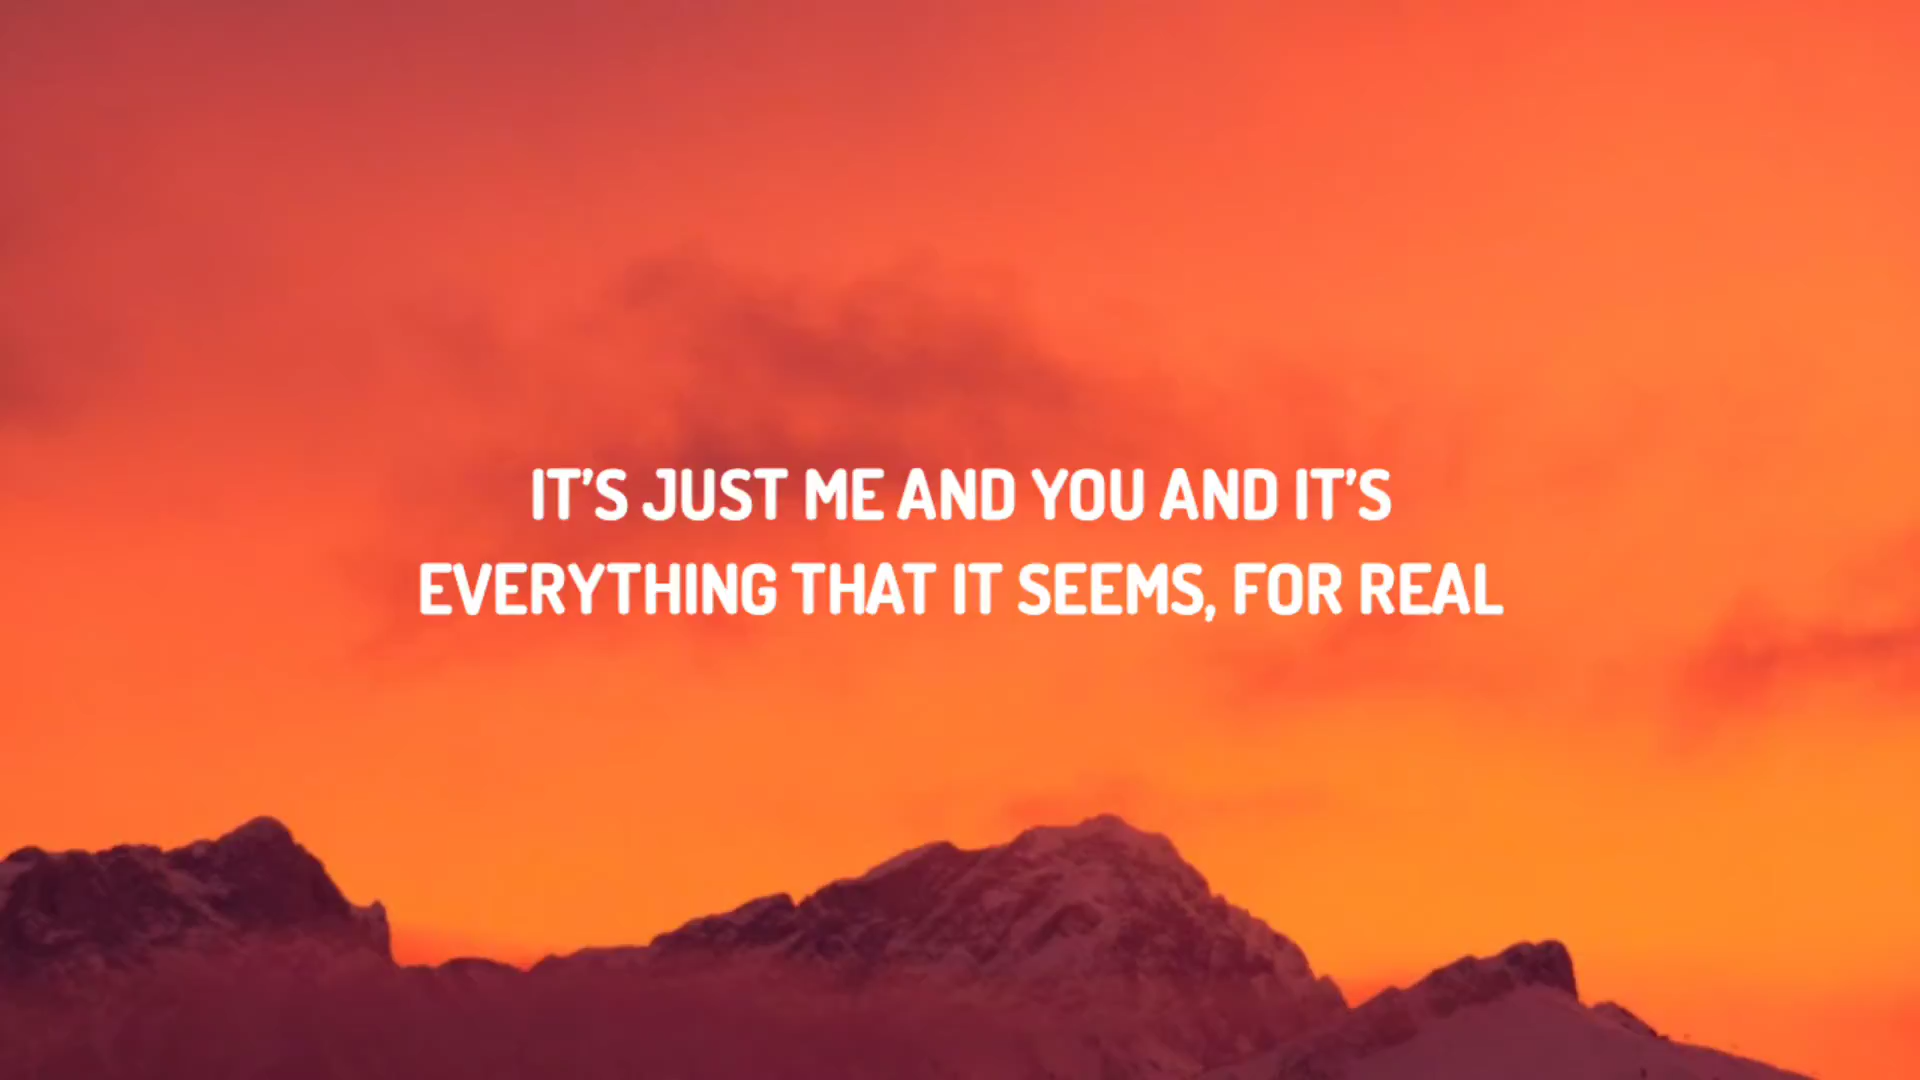 IT’S JUST ME AND YOU AND IT’S
EVERYTHING THAT IT SEEMS, FOR REAL